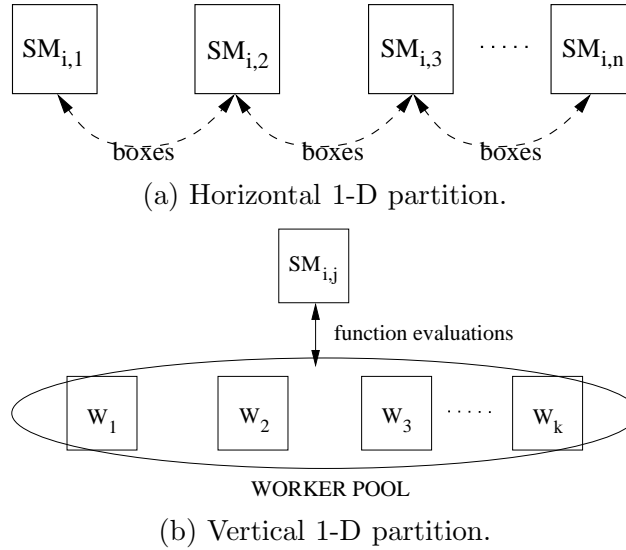 SM_{i,1} SM_{i,2} SM_{i,3} ..... SM_{i,n}
boxes boxes boxes
(a) Horizontal 1-D partition.
SM_{i,j}
function evaluations
W_1 W_2 W_3 ..... W_k
WORKER POOL
(b) Vertical 1-D partition.